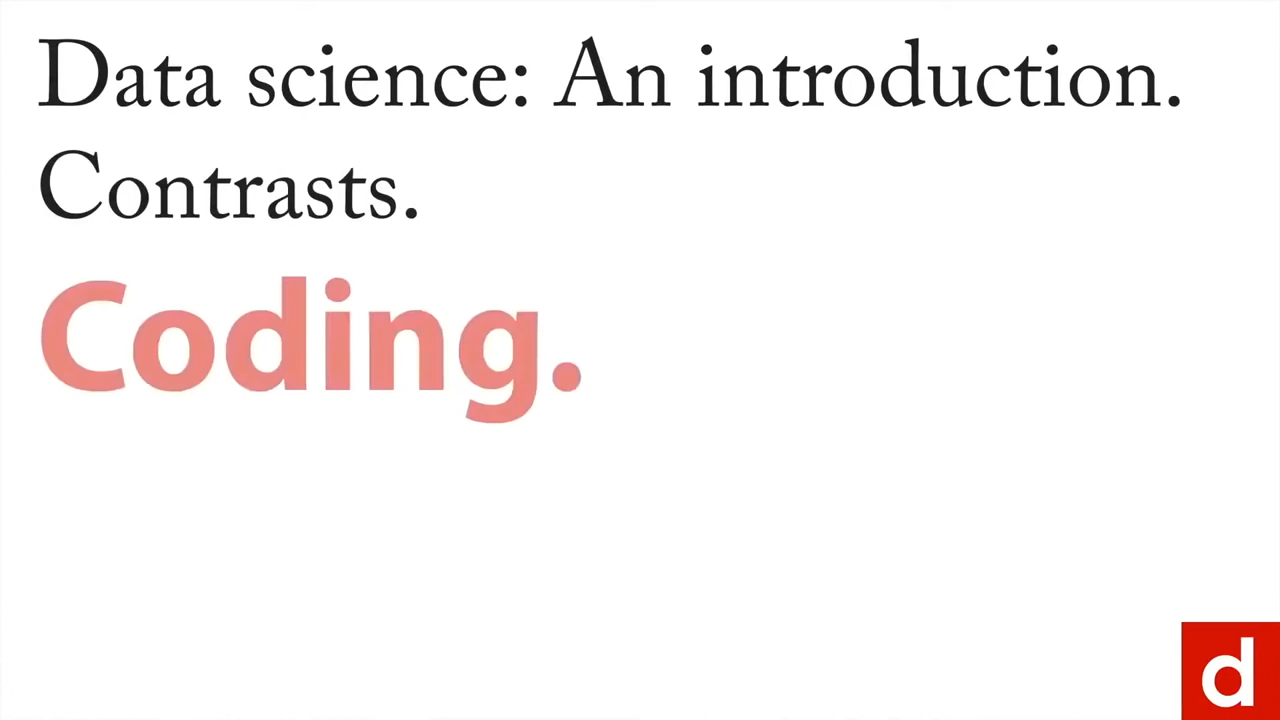 Data science: An introduction.
Contrasts.
Coding.
d